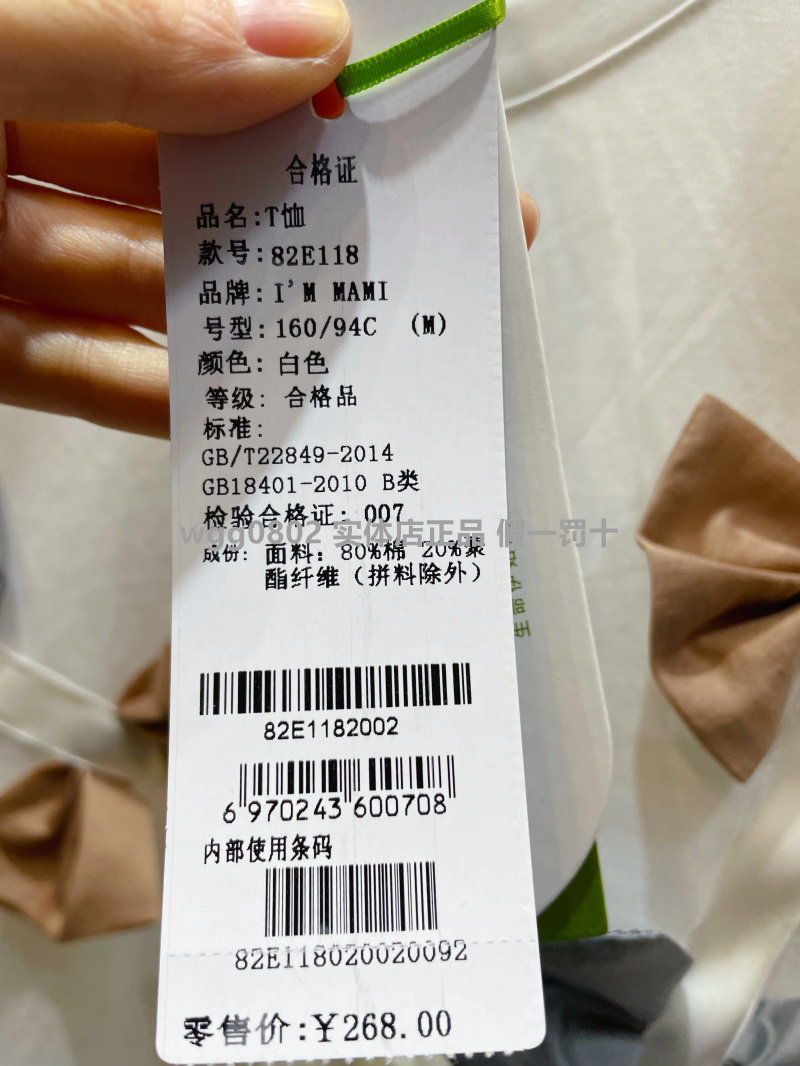 合格证
品名:T恤
款号:82E118
品牌:I'M MAMI
号型:160/94C (M)
颜色:白色
等级:合格品
标准:
GB/T22849-2014
GB18401-2010 B类
检验合格证:007
wgg0802 实体店正品 假一罚十
成份:面料:80%棉 20%聚
酯纤维(拼料除外)
82E1182002
6 970243 600708
内部使用条码
82E118020020092
零售价:¥268.00